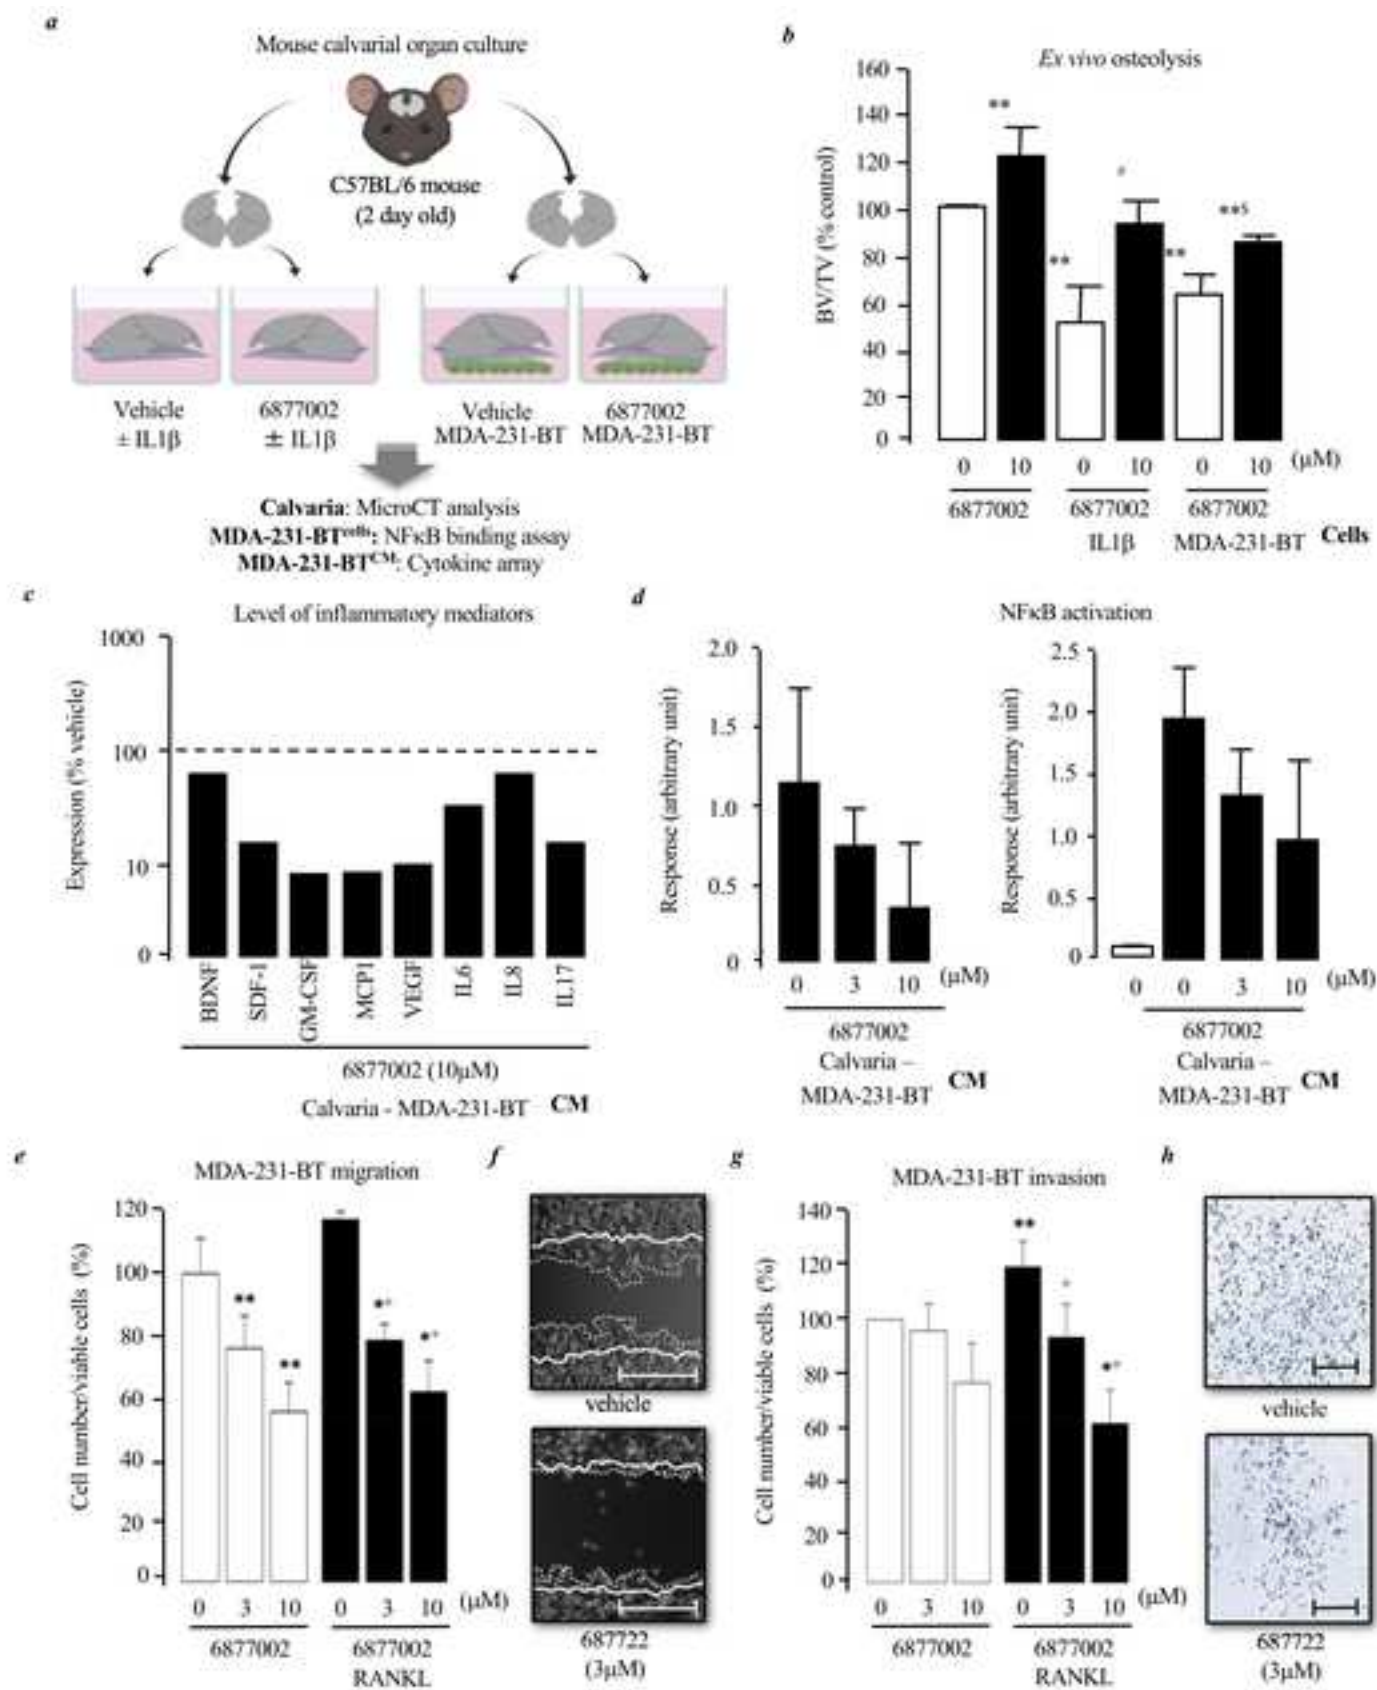 a
Mouse calvarial organ culture
C57BL/6 mouse
(2 day old)
Vehicle
± IL1β
6877002
± IL1β
Vehicle
MDA-231-BT
6877002
MDA-231-BT
Calvaria: MicroCT analysis
MDA-231-BTcells: NFκB binding assay
MDA-231-BTCM: Cytokine array
b
Ex vivo osteolysis
BV/TV (% control)
160
140
120
100
80
60
40
20
0
**
**
#
**
**$
0 10 0 10 0 10 (μM)
6877002 6877002 6877002
IL1β MDA-231-BT Cells
c
Level of inflammatory mediators
Expression (% vehicle)
1000
100
10
0
BDNF
SDF-1
GM-CSF
MCP1
VEGF
IL6
IL8
IL17
6877002 (10μM)
Calvaria - MDA-231-BT CM
d
NFκB activation
Response (arbitrary unit)
2.0
1.5
1.0
0.5
0
0 3 10 (μM)
6877002
Calvaria –
MDA-231-BT CM
Response (arbitrary unit)
2.5
2.0
1.5
1.0
0.5
0
0 0 3 10 (μM)
6877002
Calvaria –
MDA-231-BT CM
e
MDA-231-BT migration
Cell number/viable cells (%)
120
100
80
60
40
20
0
**
**
0 3 10 0 3 10 (μM)
6877002 6877002
RANKL
f
vehicle
687722
(3μM)
g
MDA-231-BT invasion
Cell number/viable cells (%)
140
120
100
80
60
40
20
0
**
0 3 10 0 3 10 (μM)
6877002 6877002
RANKL
h
vehicle
687722
(3μM)